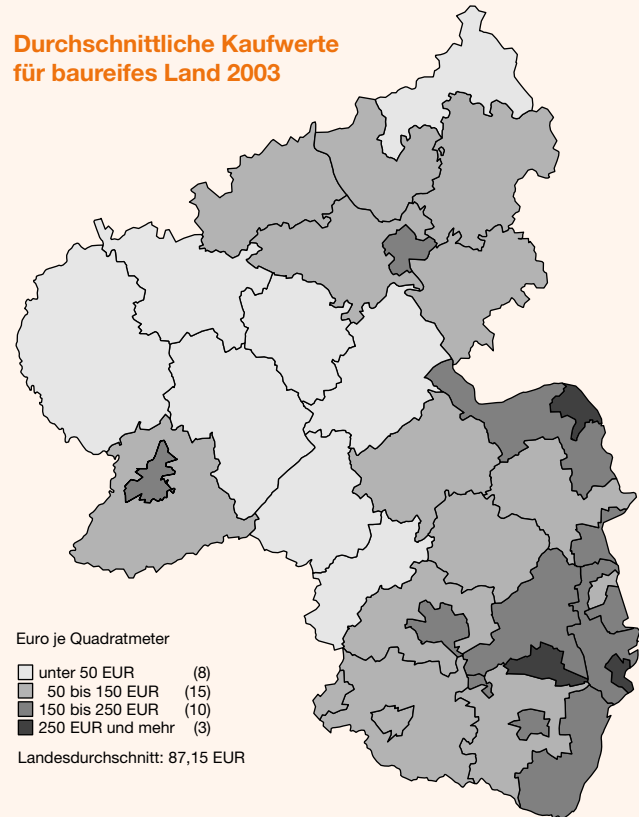 Durchschnittliche Kaufwerte
für baureifes Land 2003
Euro je Quadratmeter
unter 50 EUR (8)
50 bis 150 EUR (15)
150 bis 250 EUR (10)
250 EUR und mehr (3)
Landesdurchschnitt: 87,15 EUR